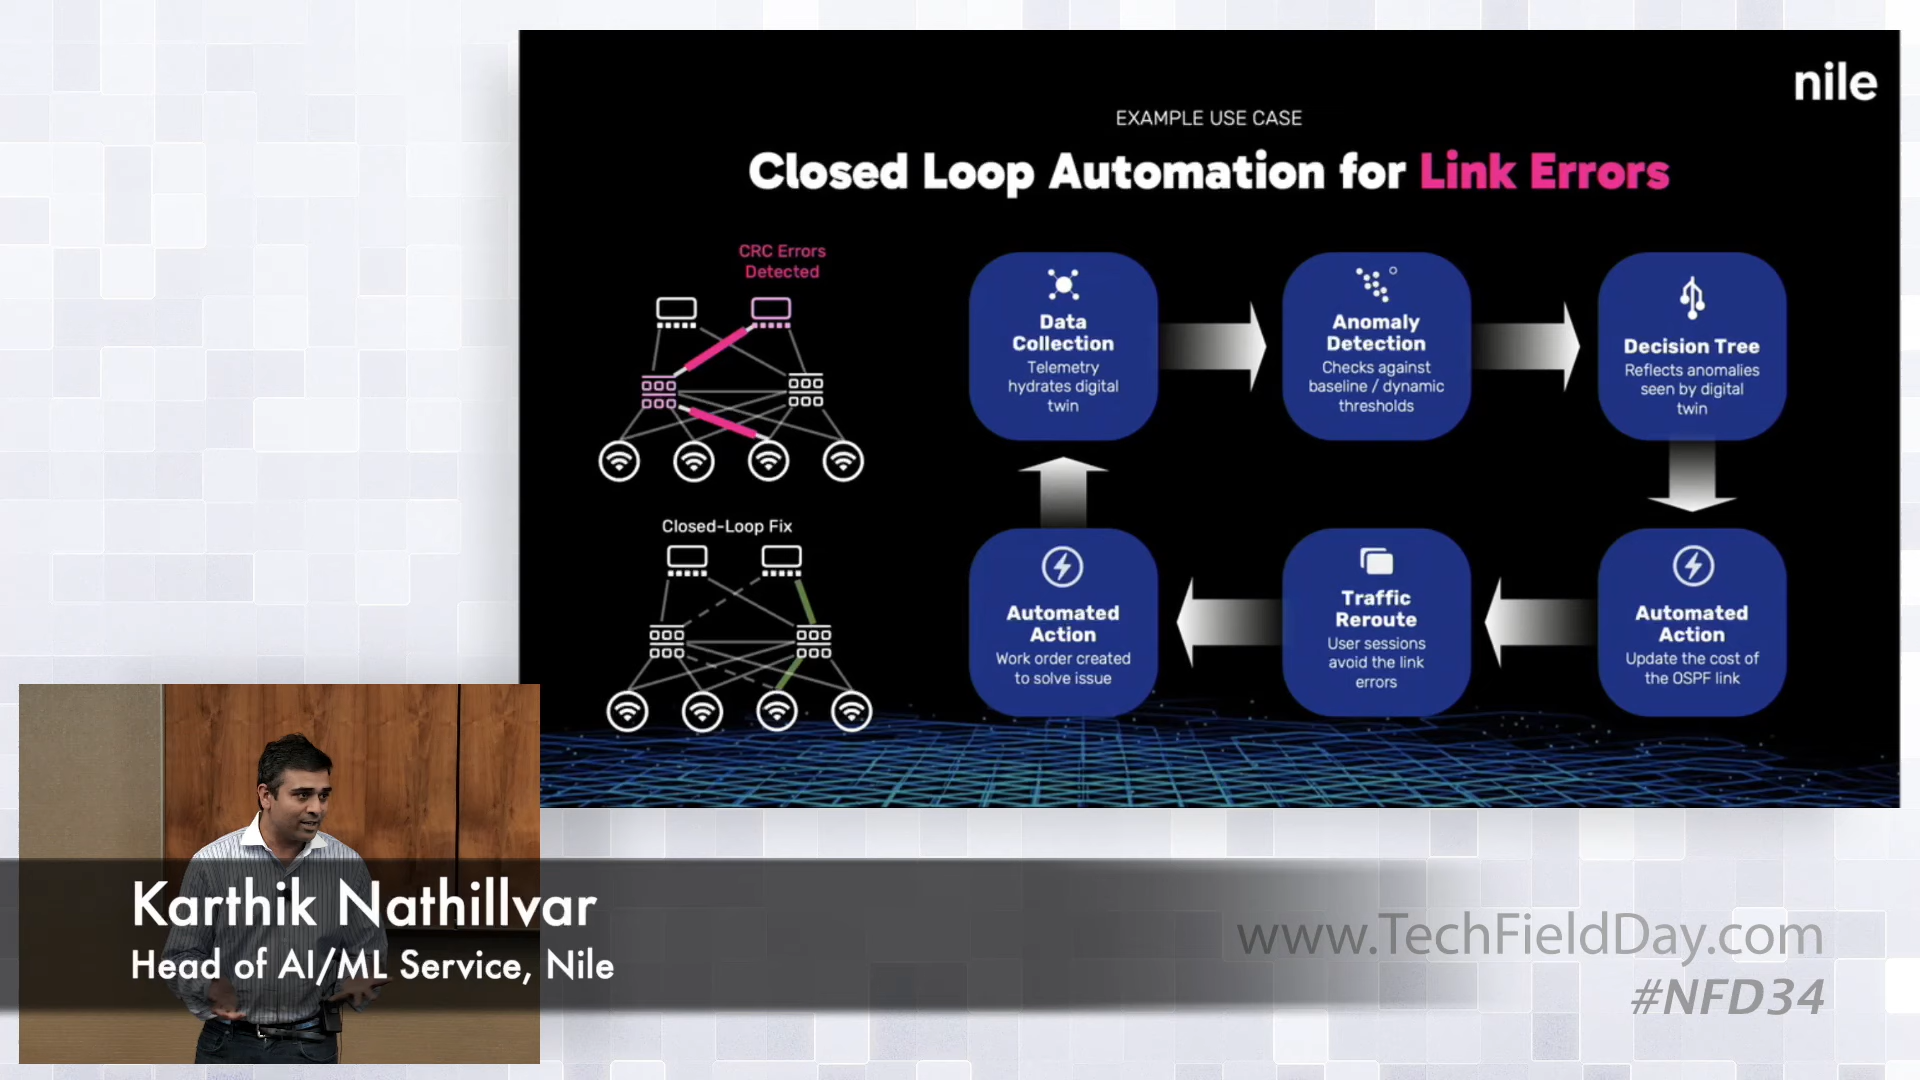 nile
EXAMPLE USE CASE
Closed Loop Automation for Link Errors
CRC Errors
Detected
Closed-Loop Fix
Data
Collection
Telemetry
hydrates digital
twin
Anomaly
Detection
Checks against
baseline / dynamic
thresholds
Decision Tree
Reflects anomalies
seen by digital
twin
Automated
Action
Work order created
to solve issue
Traffic
Reroute
User sessions
avoid the link
errors
Automated
Action
Update the cost of
the OSPF link
Karthik Nathillvar
Head of AI/ML Service, Nile
www.TechFieldDay.com
#NFD34